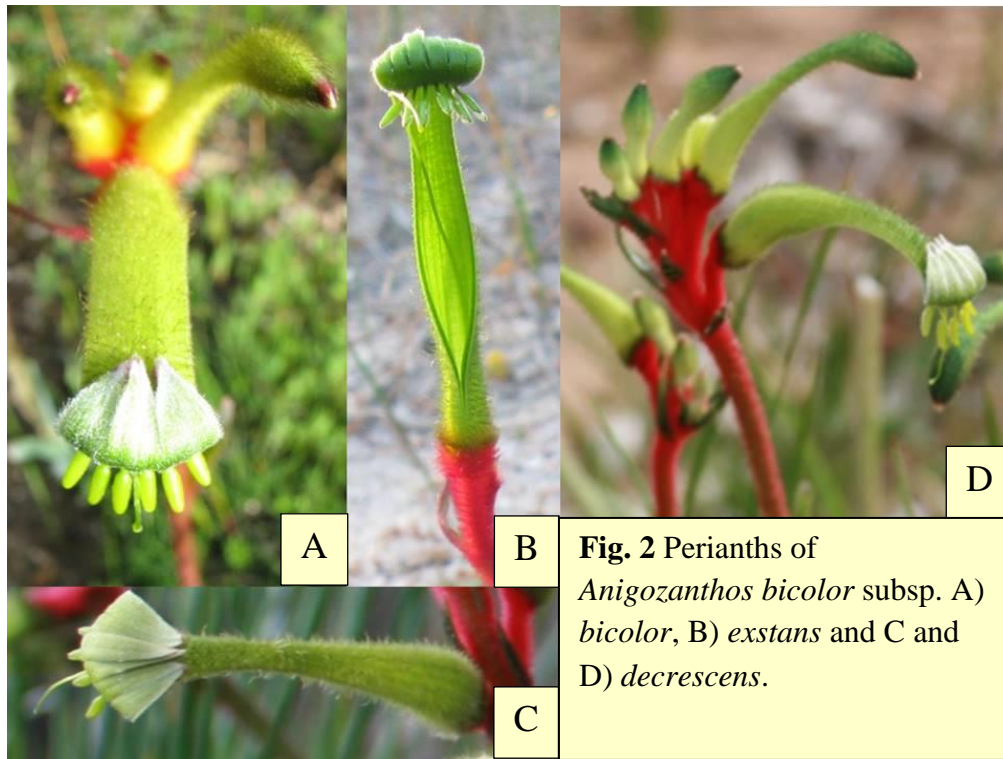 A
B
C
D
Fig. 2 Perianths of
Anigozanthos bicolor subsp. A)
bicolor, B) exstans and C and
D) decrescens.